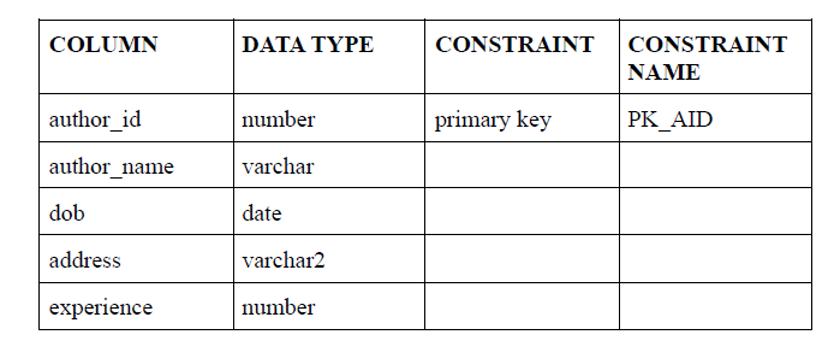 COLUMN DATA TYPE CONSTRAINT CONSTRAINT NAME
author_id number primary key PK_AID
author_name varchar
dob date
address varchar2
experience number